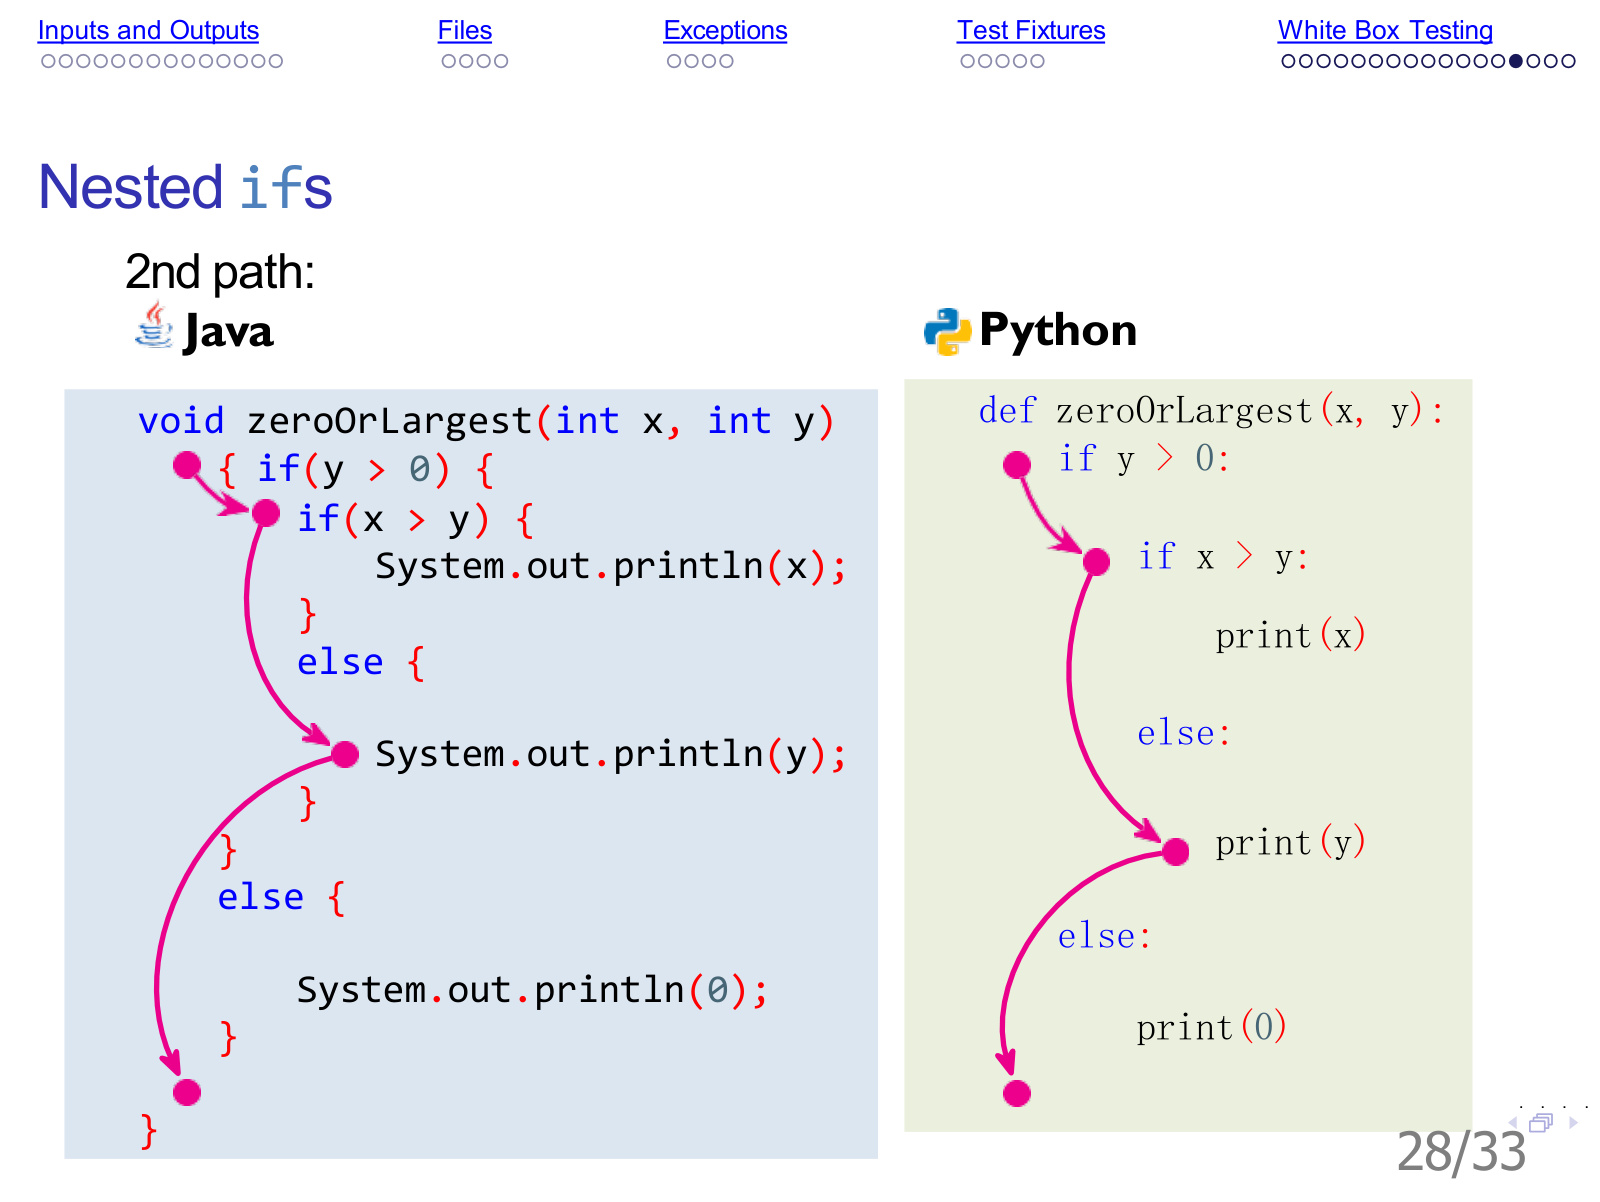 Inputs and Outputs Files Exceptions Test Fixtures White Box Testing
Nested ifs
2nd path:
Java
void zeroOrLargest(int x, int y)
{ if(y > 0) {
if(x > y) {
System.out.println(x);
}
else {
System.out.println(y);
}
}
else {
System.out.println(0);
}
}
Python
def zeroOrLargest(x, y):
if y > 0:
if x > y:
print(x)
else:
print(y)
else:
print(0)
28/33